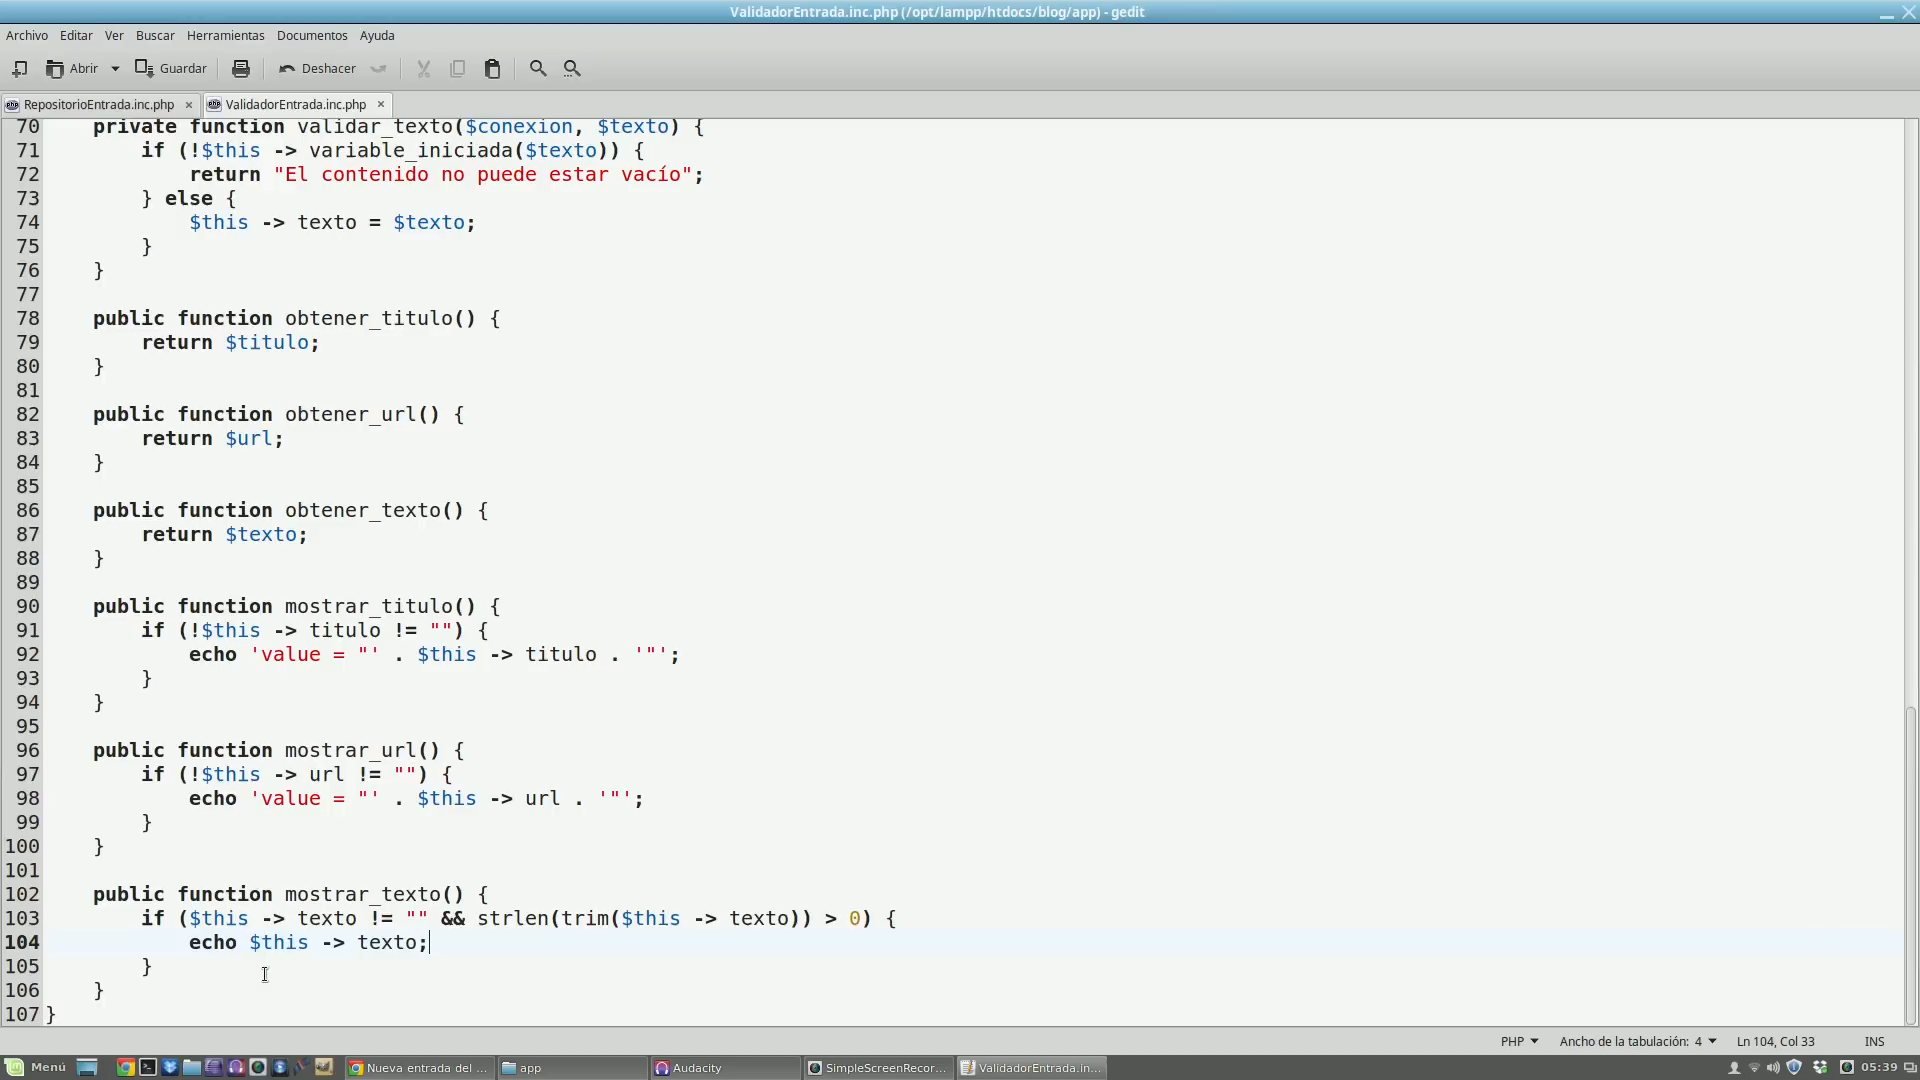 ValidadorEntrada.inc.php (/opt/lampp/htdocs/blog/app) - gedit
Archivo Editar Ver Buscar Herramientas Documentos Ayuda
Abrir Guardar Deshacer
RepositorioEntrada.inc.php × ValidadorEntrada.inc.php ×
70 private function validar_texto($conexion, $texto) {
71 if (!$this -> variable_iniciada($texto)) {
72 return "El contenido no puede estar vacío";
73 } else {
74 $this -> texto = $texto;
75 }
76 }
77
78 public function obtener_titulo() {
79 return $titulo;
80 }
81
82 public function obtener_url() {
83 return $url;
84 }
85
86 public function obtener_texto() {
87 return $texto;
88 }
89
90 public function mostrar_titulo() {
91 if (!$this -> titulo != "") {
92 echo 'value = "' . $this -> titulo . '"';
93 }
94 }
95
96 public function mostrar_url() {
97 if (!$this -> url != "") {
98 echo 'value = "' . $this -> url . '"';
99 }
100 }
101
102 public function mostrar_texto() {
103 if ($this -> texto != "" && strlen(trim($this -> texto)) > 0) {
104 echo $this -> texto;
105 }
106 }
107 }
PHP Ancho de la tabulación: 4 Ln 104, Col 33 INS
Menú Nueva entrada del ... app Audacity SimpleScreenRecor... ValidadorEntrada.in... 05:39